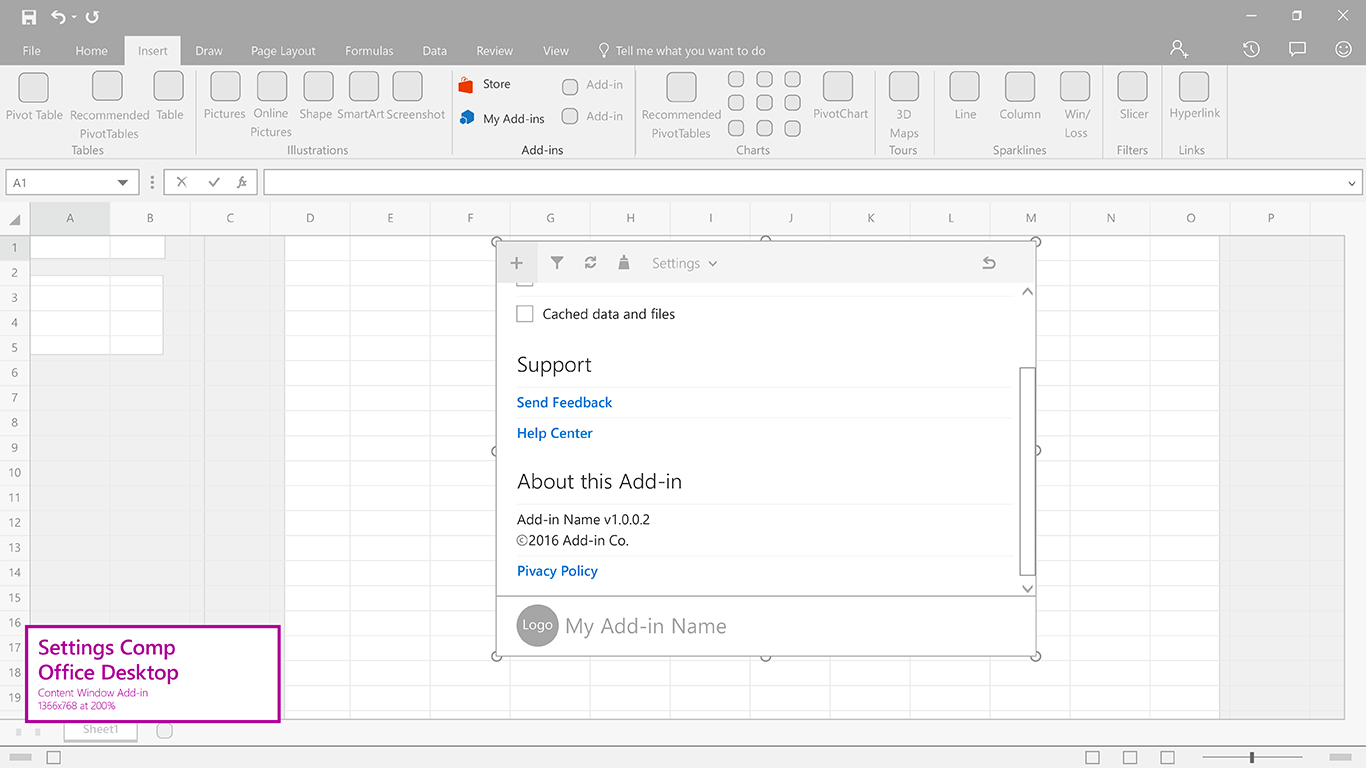 File Home Insert Draw Page Layout Formulas Data Review View Tell me what you want to do
Pivot Table Recommended PivotTables Table
Tables
Pictures Online Pictures Shape SmartArt Screenshot
Illustrations
Store Add-in
My Add-ins Add-in
Add-ins
Recommended PivotTables PivotChart
Charts
3D Maps
Tours
Line Column Win/ Loss
Sparklines
Slicer
Filters
Hyperlink
Links
A1 fx
A B C D E F G H I J K L M N O P
1
2
3
4
5
6
7
8
9
10
11
12
13
14
15
16
17
18
19
Settings
Cached data and files
Support
Send Feedback
Help Center
About this Add-in
Add-in Name v1.0.0.2
©2016 Add-in Co.
Pivacy Policy
Logo My Add-in Name
Settings Comp
Office Desktop
Content Window Add-in
1366x768 at 200%
Sheet1